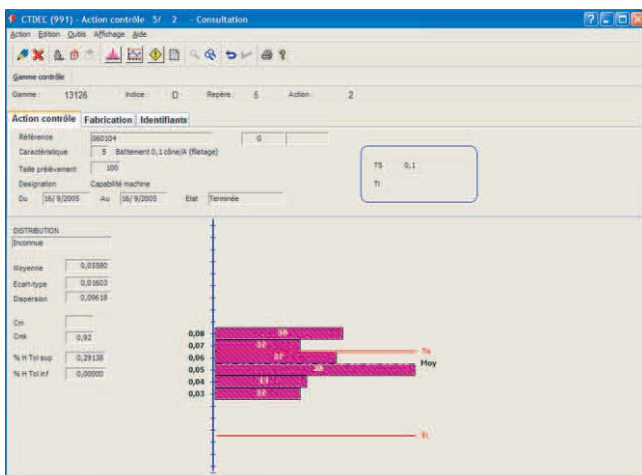 CTDEC (991) - Action contrôle 5/ 2 - Consultation
Action Edition Outils Affichage Aide
Gamme contrôle
Gamme 13126 Indice : D Repère : 5 Action : 2
Action contrôle Fabrication Identifiants
Référence 060104 G
Caractéristique 5 Battement 0,1 cône/A (filetage)
Taille prélèvement 100
Designation Capabilité machine
Du 16/ 9/2005 Au 16/ 9/2005 Etat Terminée
TS 0,1
TI
DISTRIBUTION
Inconnue
Moyenne 0,05580
Ecart-type 0,01603
Dispersion 0,09618
Cm
Cmk 0,92
% H Tol sup 0,29138
% H Tol inf 0,00000
0,08
0,07 Ts
0,06 Moy
0,05
0,04
0,03
Ti